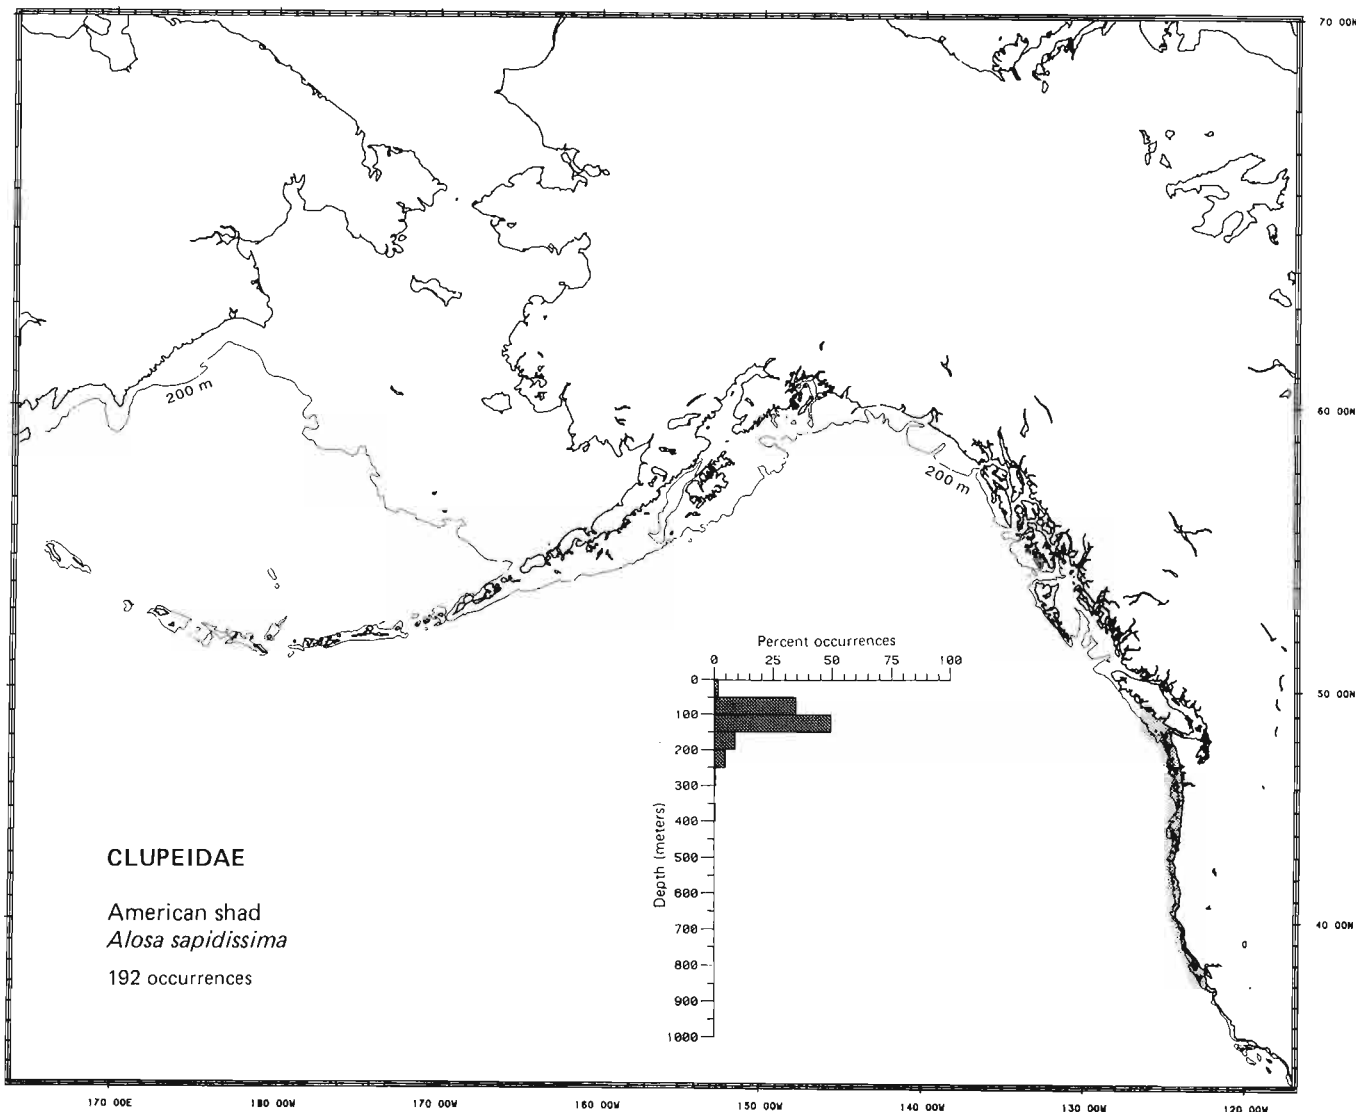 70 00N
200 m
60 00N
200 m
Percent occurrences
0 25 50 75 100
0
50 00N
100
200
300
400
Depth (meters)
500
600
700
800
900
1000
CLUPEIDAE
American shad
Alosa sapidissima
192 occurrences
40 00N
170 00E 180 00W 170 00W 160 00W 150 00W 140 00W 130 00W 120 00W